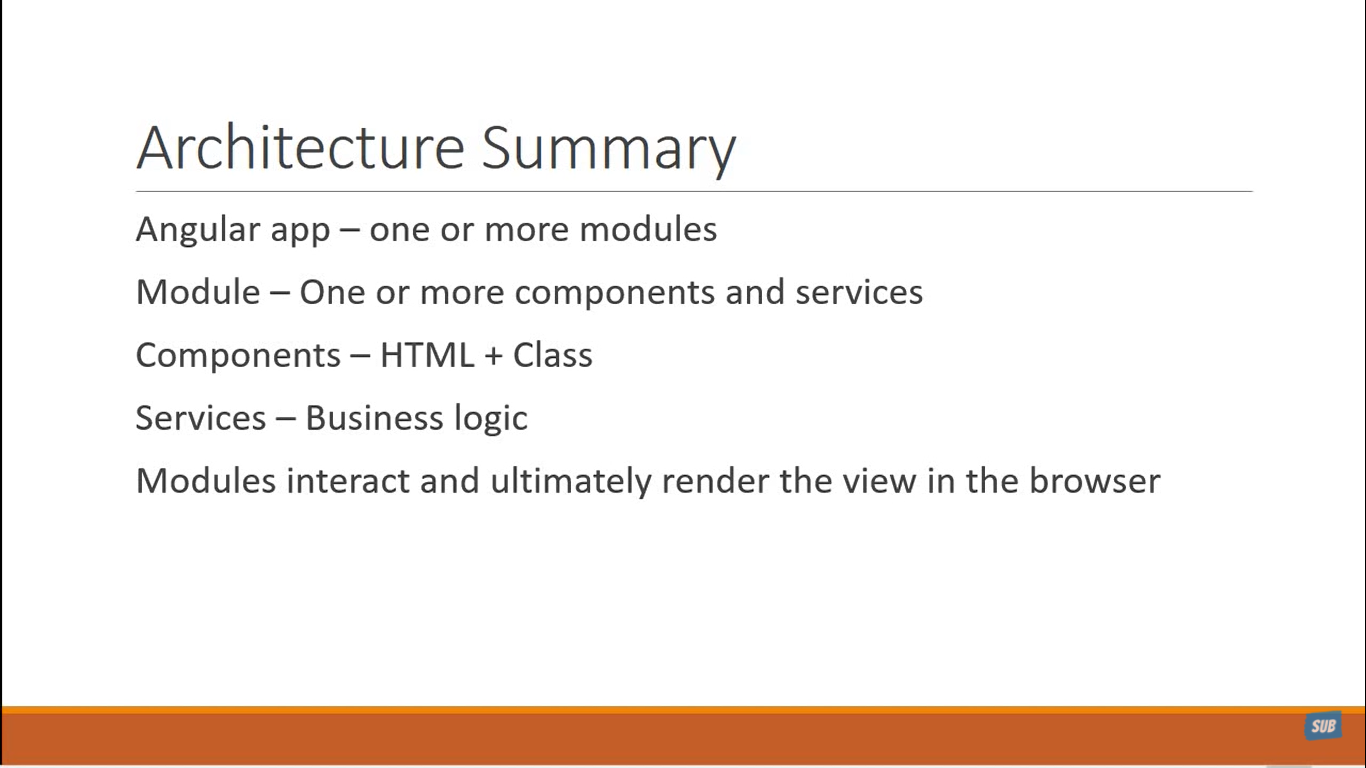 Architecture Summary
Angular app – one or more modules
Module – One or more components and services
Components – HTML + Class
Services – Business logic
Modules interact and ultimately render the view in the browser
SUB